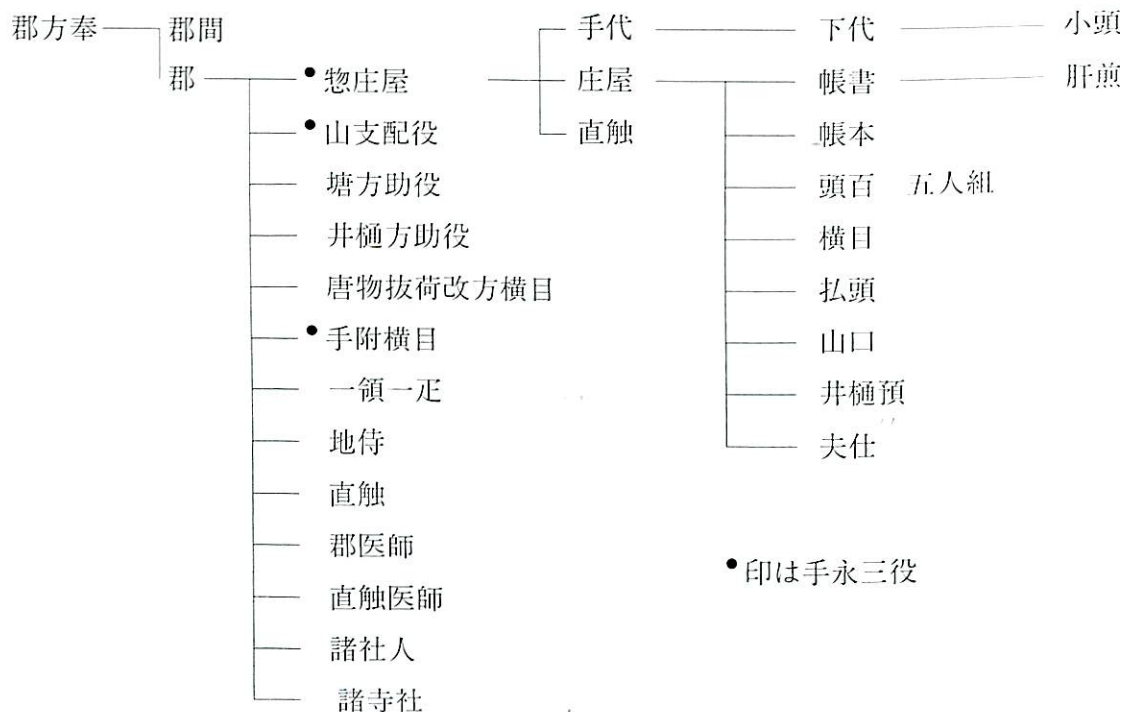 郡方奉 郡間 手代 下代 小頭
郡 惣庄屋 庄屋 帳書 肝煎
山支配役 直触 帳本
塘方助役 頭百 五人組
井樋方助役 横目
唐物抜荷改方横目 払頭
手附横目 山口
一領一疋 井樋預
地侍 夫仕
直触
郡医師
•印は手永三役
直触医師
諸社人
諸寺社